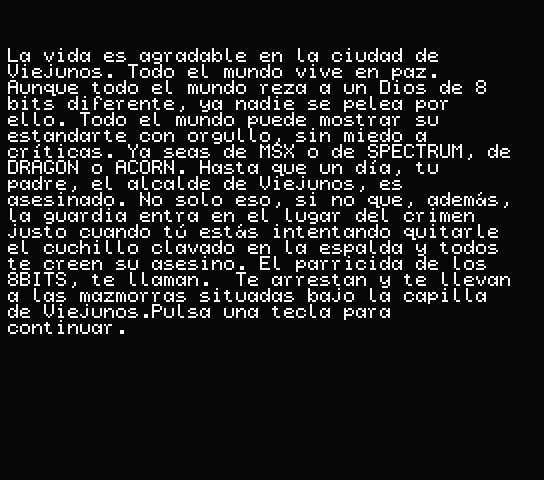 La vida es agradable en la ciudad de
Viejunos. Todo el mundo vive en paz.
Aunque todo el mundo reza a un Dios de 8
bits diferente, ya nadie se pelea por
ello. Todo el mundo puede mostrar su
estandarte con orgullo, sin miedo a
críticas. Ya seas de MSX o de SPECTRUM, de
DRAGON o ACORN. Hasta que un día, tu
padre, el alcalde de Viejunos, es
asesinado. No solo eso, si no que, además,
la guardia entra en el lugar del crimen
justo cuando tú estás intentando quitarle
el cuchillo clavado en la espalda y todos
te creen su asesino. El parricida de los
8BITS, te llaman.  Te arrestan y te llevan
a las mazmorras situadas bajo la capilla
de Viejunos.Pulsa una tecla para
continuar.